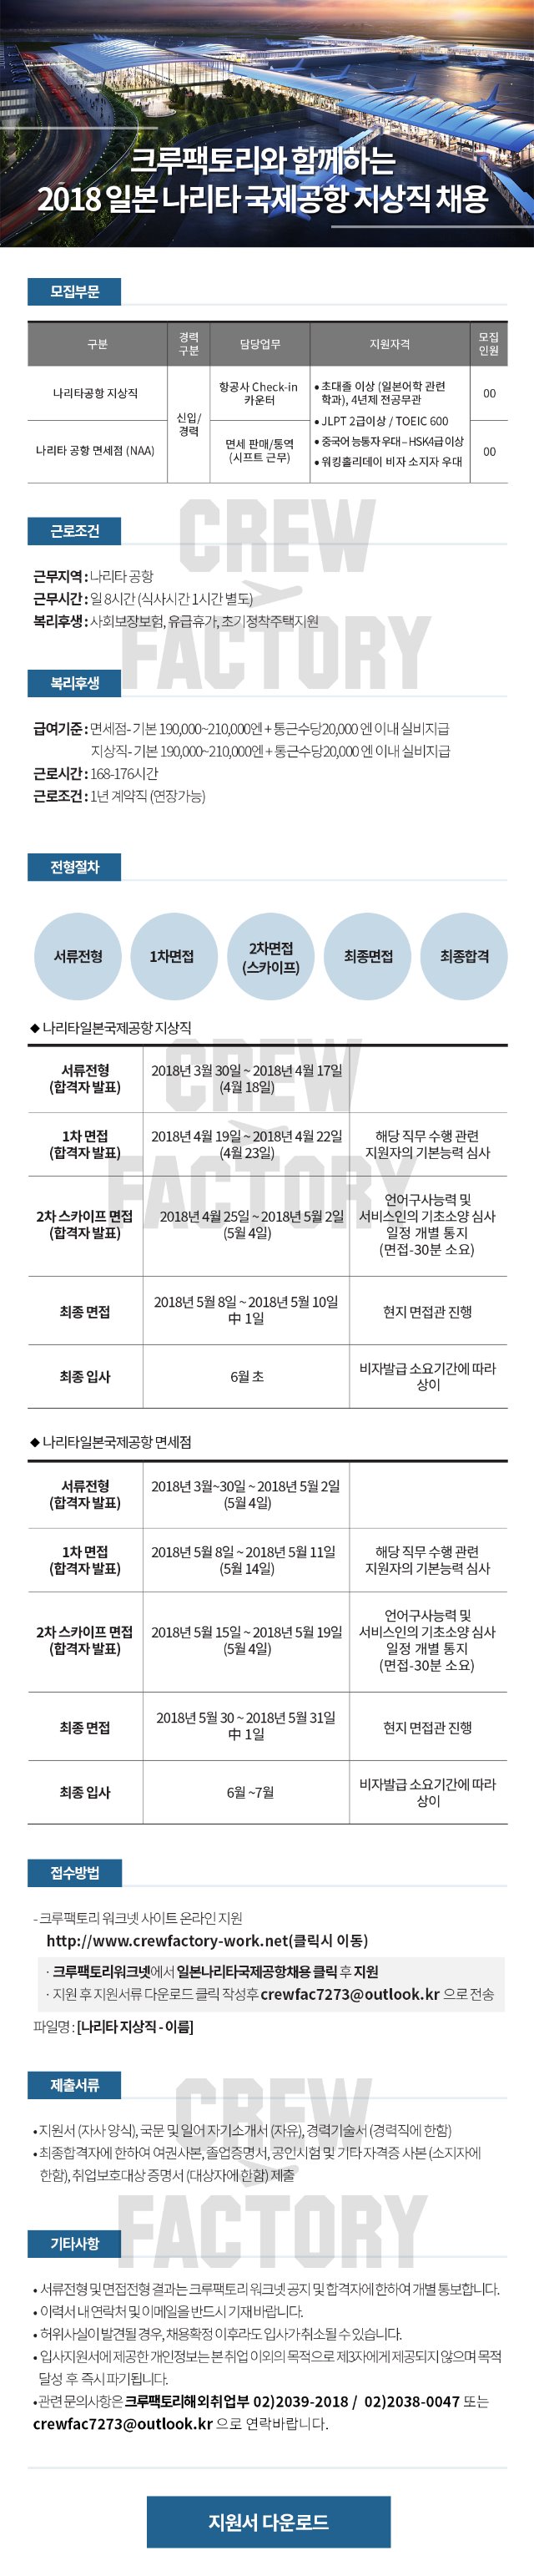 크루팩토리와 함께하는
2018 일본 나리타 국제공항 지상직 채용
모집부문
구분
경력
구분
담당업무
지원자격
모집
인원
나리타공항 지상직
신입/
경력
항공사 Check-in
카운터
• 초대졸 이상 (일본어학 관련
학과), 4년제 전공무관
• JLPT 2급이상 / TOEIC 600
• 중국어 능통자 우대 – HSK4급 이상
• 워킹홀리데이 비자 소지자 우대
00
나리타 공항 면세점 (NAA)
면세 판매/통역
(시프트 근무)
00
CREW
FACTORY
근로조건
근무지역 : 나리타 공항
근무시간 : 일 8시간 (식사시간 1시간 별도)
복리후생 : 사회보장보험, 유급휴가, 초기정착주택지원
복리후생
급여기준 : 면세점- 기본 190,000~210,000엔 + 통근수당20,000 엔 이내 실비지급
지상직- 기본 190,000~210,000엔 + 통근수당20,000 엔 이내 실비지급
근로시간 : 168-176시간
근로조건 : 1년 계약직 (연장가능)
전형절차
서류전형
1차면접
2차면접
(스카이프)
최종면접
최종합격
◆ 나리타일본국제공항 지상직
CREW
FACTORY
서류전형
(합격자 발표)
2018년 3월 30일 ~ 2018년 4월 17일
(4월 18일)
1차 면접
(합격자 발표)
2018년 4월 19일 ~ 2018년 4월 22일
(4월 23일)
해당 직무 수행 관련
지원자의 기본능력 심사
2차 스카이프 면접
(합격자 발표)
2018년 4월 25일 ~ 2018년 5월 2일
(5월 4일)
언어구사능력 및
서비스인의 기초소양 심사
일정 개별 통지
(면접-30분 소요)
최종 면접
2018년 5월 8일 ~ 2018년 5월 10일
中 1일
현지 면접관 진행
최종 입사
6월 초
비자발급 소요기간에 따라
상이
◆ 나리타일본국제공항 면세점
서류전형
(합격자 발표)
2018년 3월~30일 ~ 2018년 5월 2일
(5월 4일)
1차 면접
(합격자 발표)
2018년 5월 8일 ~ 2018년 5월 11일
(5월 14일)
해당 직무 수행 관련
지원자의 기본능력 심사
2차 스카이프 면접
(합격자 발표)
2018년 5월 15일 ~ 2018년 5월 19일
(5월 4일)
언어구사능력 및
서비스인의 기초소양 심사
일정 개별 통지
(면접-30분 소요)
최종 면접
2018년 5월 30 ~ 2018년 5월 31일
中 1일
현지 면접관 진행
최종 입사
6월 ~7월
비자발급 소요기간에 따라
상이
접수방법
- 크루팩토리 워크넷 사이트 온라인 지원
http://www.crewfactory-work.net(클릭시 이동)
· 크루팩토리워크넷에서 일본나리타국제공항채용 클릭 후 지원
· 지원 후 지원서류 다운로드 클릭 작성후 crewfac7273@outlook.kr 으로 전송
파일명 : [나리타 지상직 - 이름]
CREW
FACTORY
제출서류
• 지원서 (자사 양식), 국문 및 일어 자기소개서 (자유), 경력기술서 (경력직에 한함)
• 최종합격자에 한하여 여권사본, 졸업증명서, 공인시험 및 기타 자격증 사본 (소지자에
한함), 취업보호대상 증명서 (대상자에 한함) 제출
기타사항
• 서류전형 및 면접전형 결과는 크루팩토리 워크넷 공지 및 합격자에 한하여 개별 통보합니다.
• 이력서 내 연락처 및 이메일을 반드시 기재 바랍니다.
• 허위사실이 발견될 경우, 채용확정 이후라도 입사가 취소될 수 있습니다.
• 입사지원서에 제공한 개인정보는 본 취업 이외의 목적으로 제3자에게 제공되지 않으며 목적
달성 후 즉시 파기됩니다.
• 관련 문의사항은 크루팩토리해외취업부 02)2039-2018 / 02)2038-0047 또는
crewfac7273@outlook.kr 으로 연락바랍니다.
지원서 다운로드